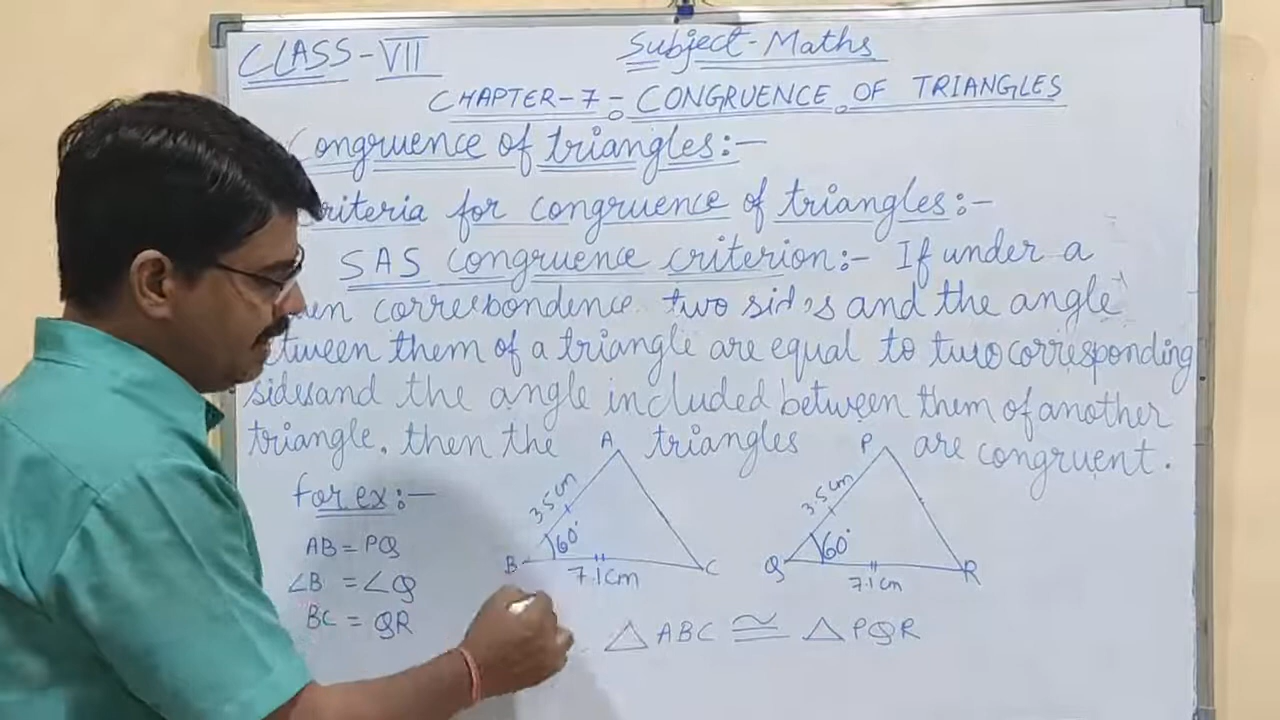 CLASS-VII Subject-Maths
CHAPTER-7-CONGRUENCE OF TRIANGLES
Congruence of triangles:-
riteria for congruence of triangles:-
SAS congruence criterion:- If under a
en correspondence two sides and the angle
tween them of a triangle are equal to two corresponding
sides and the angle included between them of another
triangle. then the triangles are congruent.
A P
for ex:- 3.5cm 3.5cm
AB = PQ 60° 60°
B C Q R
∠B = ∠Q 7.1cm 7.1cm
BC = QR
△ABC ≅ △PQR